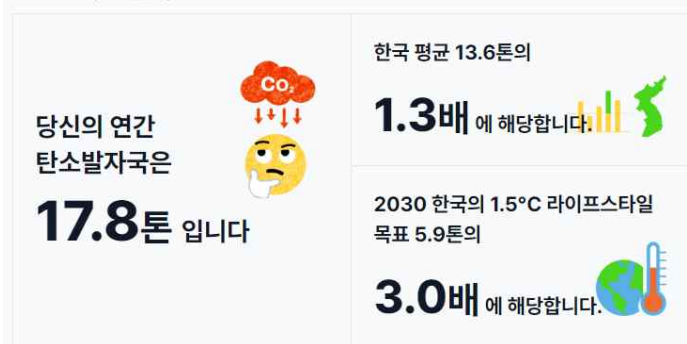 당신의 연간
탄소발자국은
17.8톤 입니다
CO₂
한국 평균 13.6톤의
1.3배 에 해당합니다.
2030 한국의 1.5°C 라이프스타일
목표 5.9톤의
3.0배 에 해당합니다.